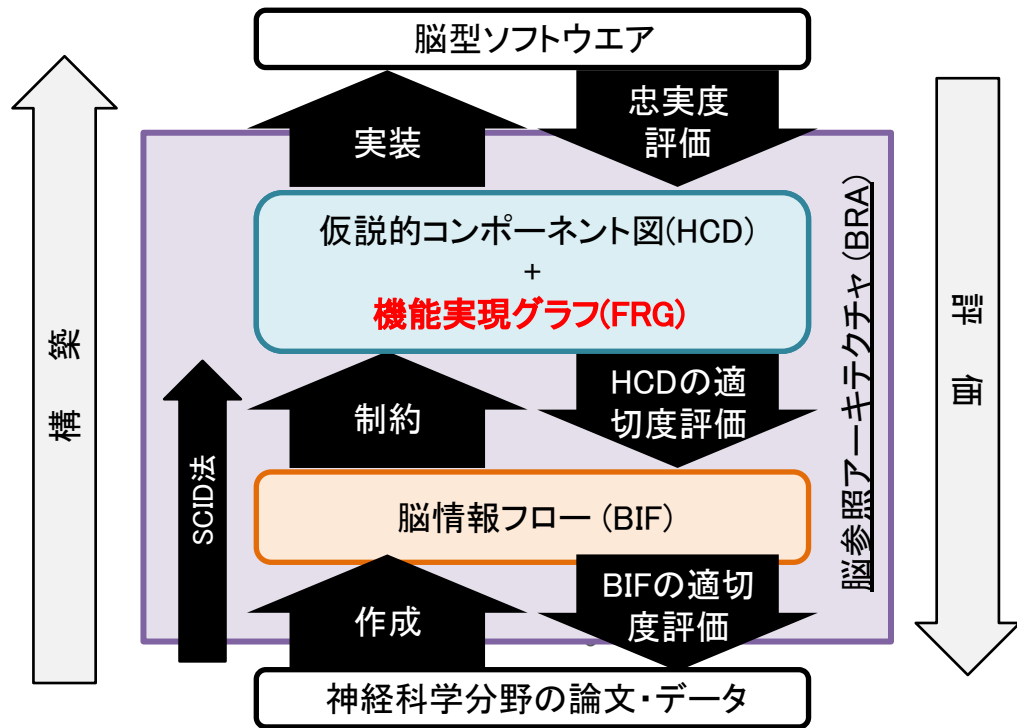 脳型ソフトウエア
実装
忠実度
評価
仮説的コンポーネント図(HCD)
+
機能実現グラフ(FRG)
制約
HCDの適
切度評価
脳情報フロー (BIF)
作成
BIFの適切
度評価
神経科学分野の論文・データ
構築
SCID法
脳参照アーキテクチャ(BRA)
評価